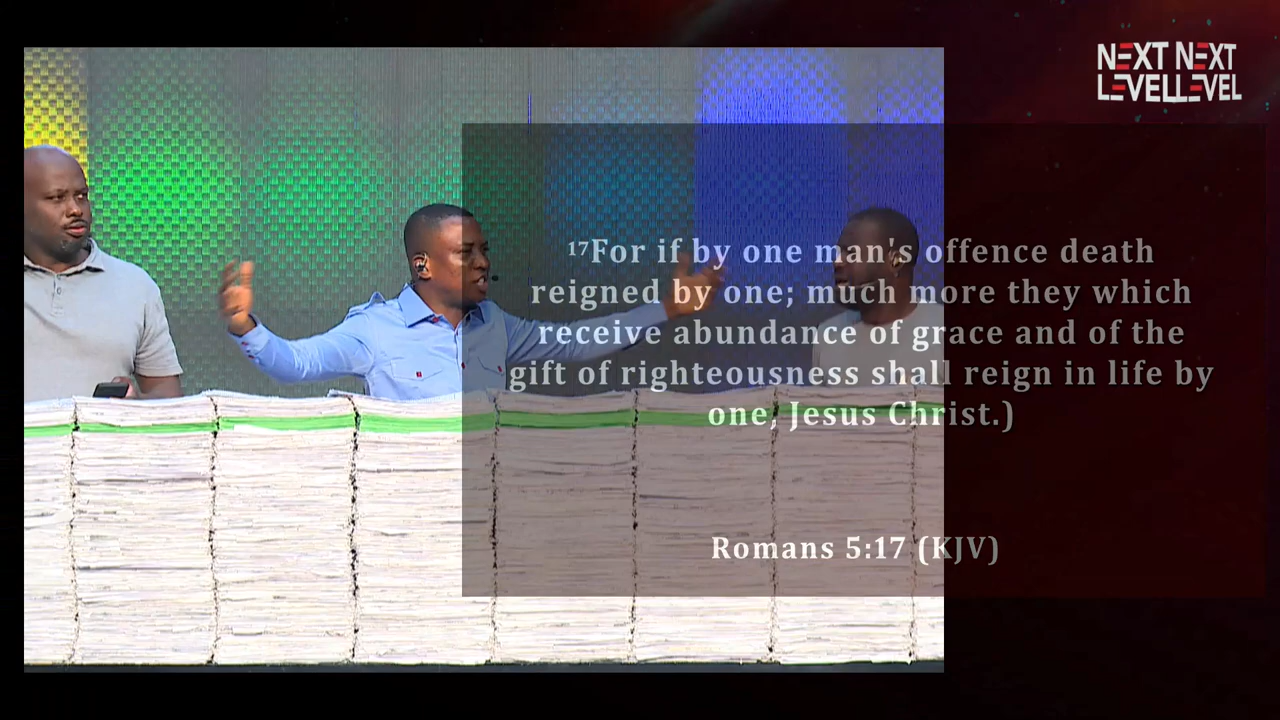 NEXT NEXT
LEVELLEVEL
17For if by one man's offence death
reigned by one; much more they which
receive abundance of grace and of the
gift of righteousness shall reign in life by
one, Jesus Christ.)
Romans 5:17 (KJV)